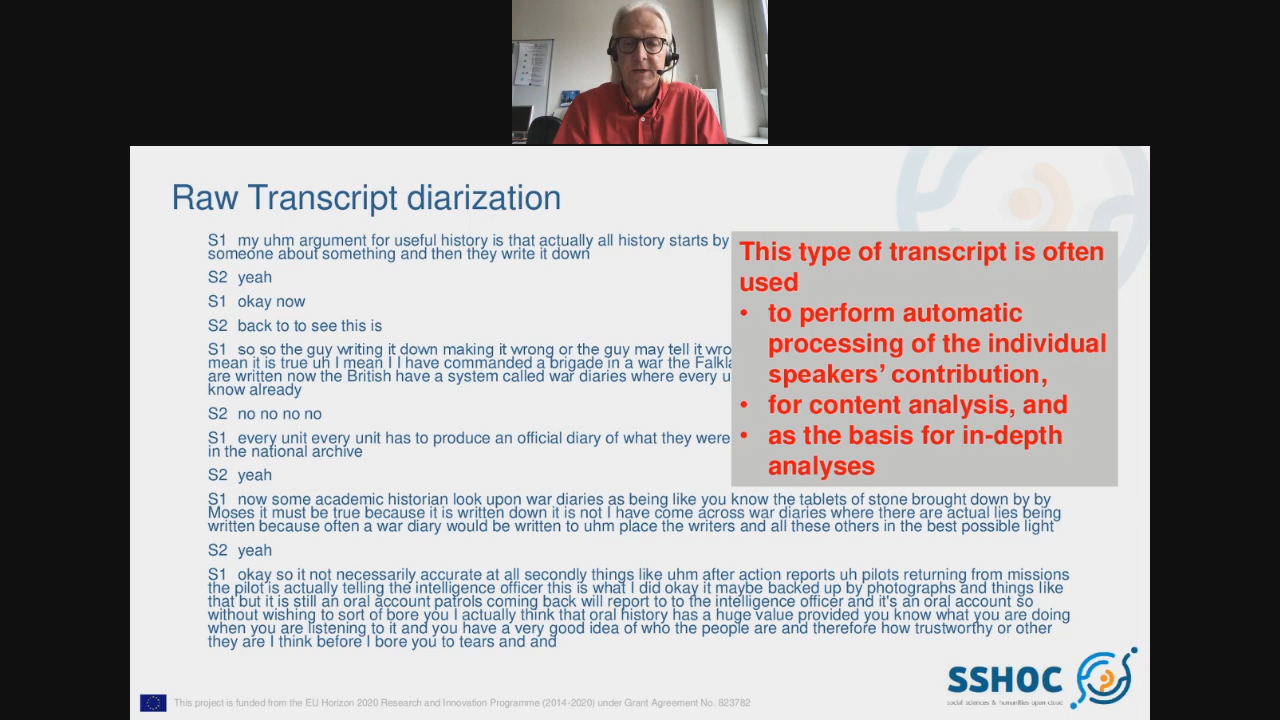 Raw Transcript diarization
S1 my uhm argument for useful history is that actually all history starts by
someone about something and then they write it down
S2 yeah
S1 okay now
S2 back to to see this is
S1 so so the guy writing it down making it wrong or the guy may tell it wro
mean it is true uh I mean I I have commanded a brigade in a war the Falkla
are written now the British have a system called war diaries where every u
know already
S2 no no no no
S1 every unit every unit has to produce an official diary of what they were
in the national archive
S2 yeah
S1 now some academic historian look upon war diaries as being like you know the tablets of stone brought down by by
Moses it must be true because it is written down it is not I have come across war diaries where there are actual lies being
written because often a war diary would be written to uhm place the writers and all these others in the best possible light
S2 yeah
S1 okay so it not necessarily accurate at all secondly things like uhm after action reports uh pilots returning from missions
the pilot is actually telling the intelligence officer this is what I did okay it maybe backed up by photographs and things like
that but it is still an oral account patrols coming back will report to to the intelligence officer and it's an oral account so
without wishing to sort of bore you I actually think that oral history has a huge value provided you know what you are doing
when you are listening to it and you have a very good idea of who the people are and therefore how trustworthy or other
they are I think before I bore you to tears and and
This type of transcript is often
used
• to perform automatic
processing of the individual
speakers' contribution,
• for content analysis, and
• as the basis for in-depth
analyses
SSHOC
social sciences & humanities open cloud
This project is funded from the EU Horizon 2020 Research and Innovation Programme (2014-2020) under Grant Agreement No. 823782